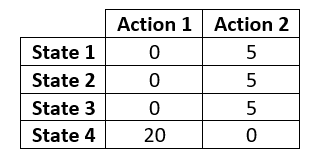 Action 1 Action 2
State 1 0 5
State 2 0 5
State 3 0 5
State 4 20 0